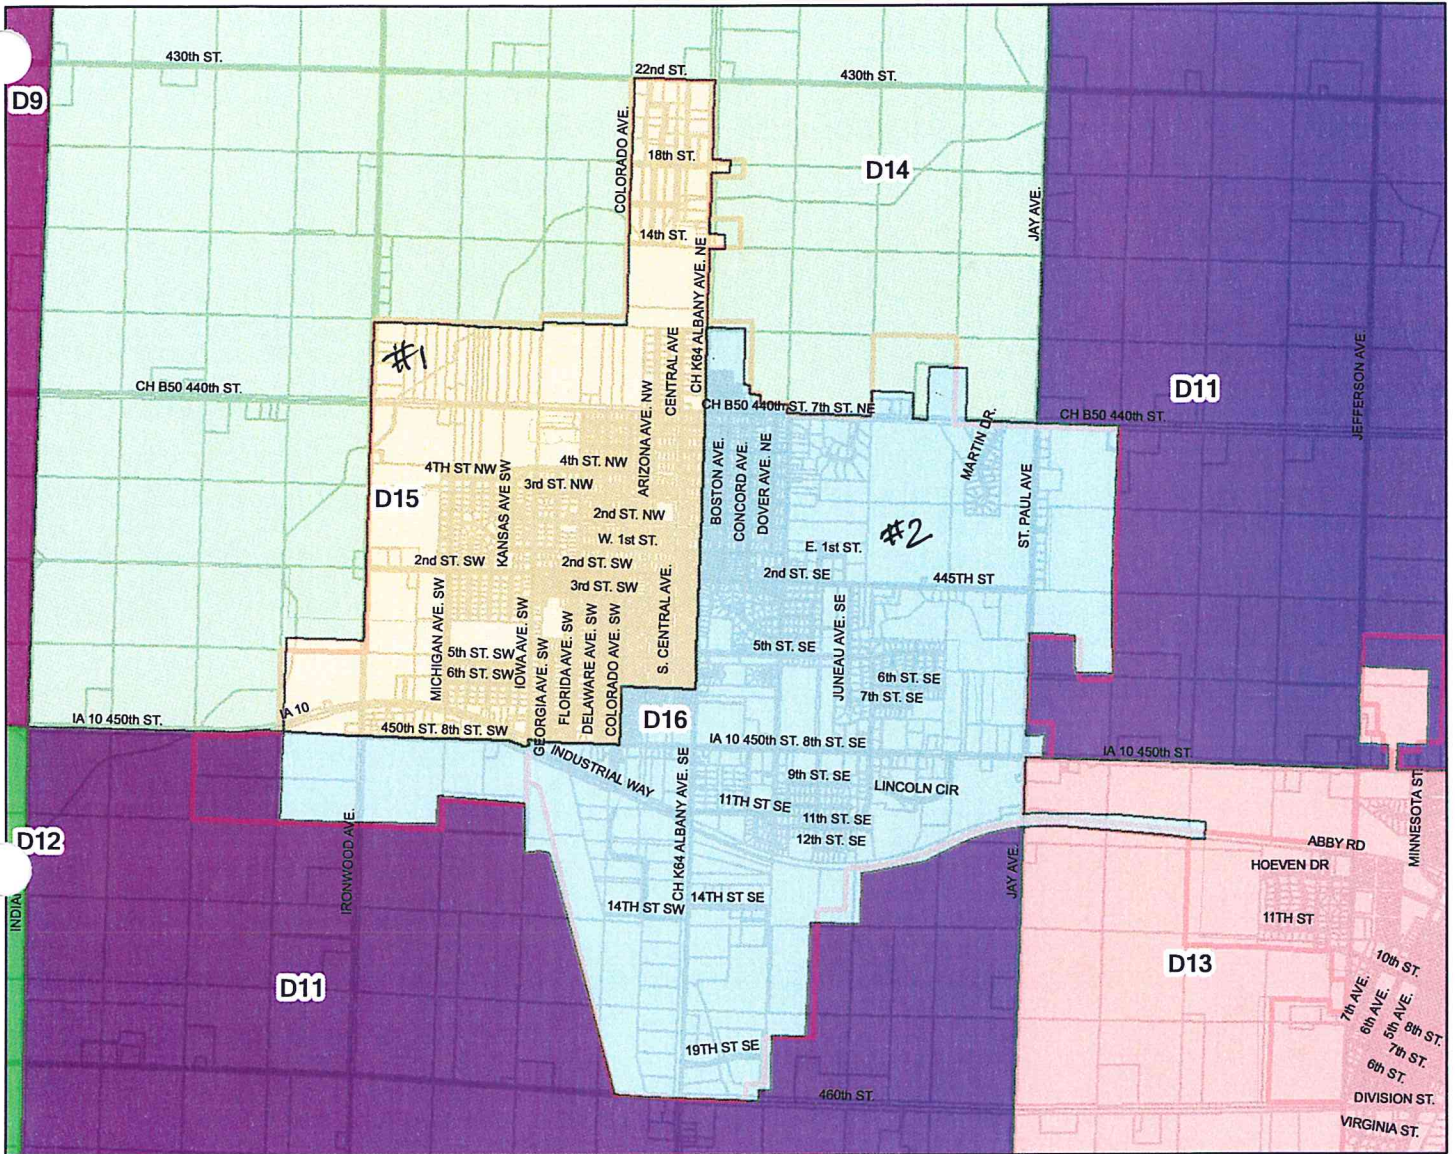 430th ST.
22nd ST.
430th ST.
D9
COLORADO AVE.
18th ST.
D14
JAY AVE.
14th ST.
CH K64 ALBANY AVE. NE
#1
CENTRAL AVE
JEFFERSON AVE
CH B50 440th ST.
ARIZONA AVE. NW
CH B50 440th ST. 7th ST. NE
D11
CH B50 440th ST.
MARTIN DR.
4TH ST NW
4th ST. NW
KANSAS AVE SW
3rd ST. NW
BOSTON AVE.
CONCORD AVE.
DOVER AVE. NE
ST. PAUL AVE
D15
2nd ST. NW
#2
W. 1st ST.
E. 1st ST.
2nd ST. SW
2nd ST. SW
2nd ST. SE
445TH ST
3rd ST. SW
MICHIGAN AVE. SW
IOWA AVE. SW
GEORGIA AVE. SW
FLORIDA AVE. SW
DELAWARE AVE. SW
COLORADO AVE. SW
S. CENTRAL AVE.
JUNEAU AVE. SE
5th ST. SW
5th ST. SE
6th ST. SW
6th ST. SE
7th ST. SE
IA 10
IA 10 450th ST.
450th ST. 8th ST. SW
D16
IA 10 450th ST. 8th ST. SE
IA 10 450th ST.
INDUSTRIAL WAY
CH K64 ALBANY AVE. SE
9th ST. SE
LINCOLN CIR
MINNESOTA ST.
11TH ST SE
11th ST. SE
12th ST. SE
D12
IRONWOOD AVE.
JAY AVE.
ABBY RD
HOEVEN DR
INDIA
14TH ST SW
14TH ST SE
11TH ST
D11
D13
10th ST.
7th AVE.
6th AVE.
5th AVE.
8th ST.
7th ST.
6th ST.
19TH ST SE
460th ST.
DIVISION ST.
VIRGINIA ST.